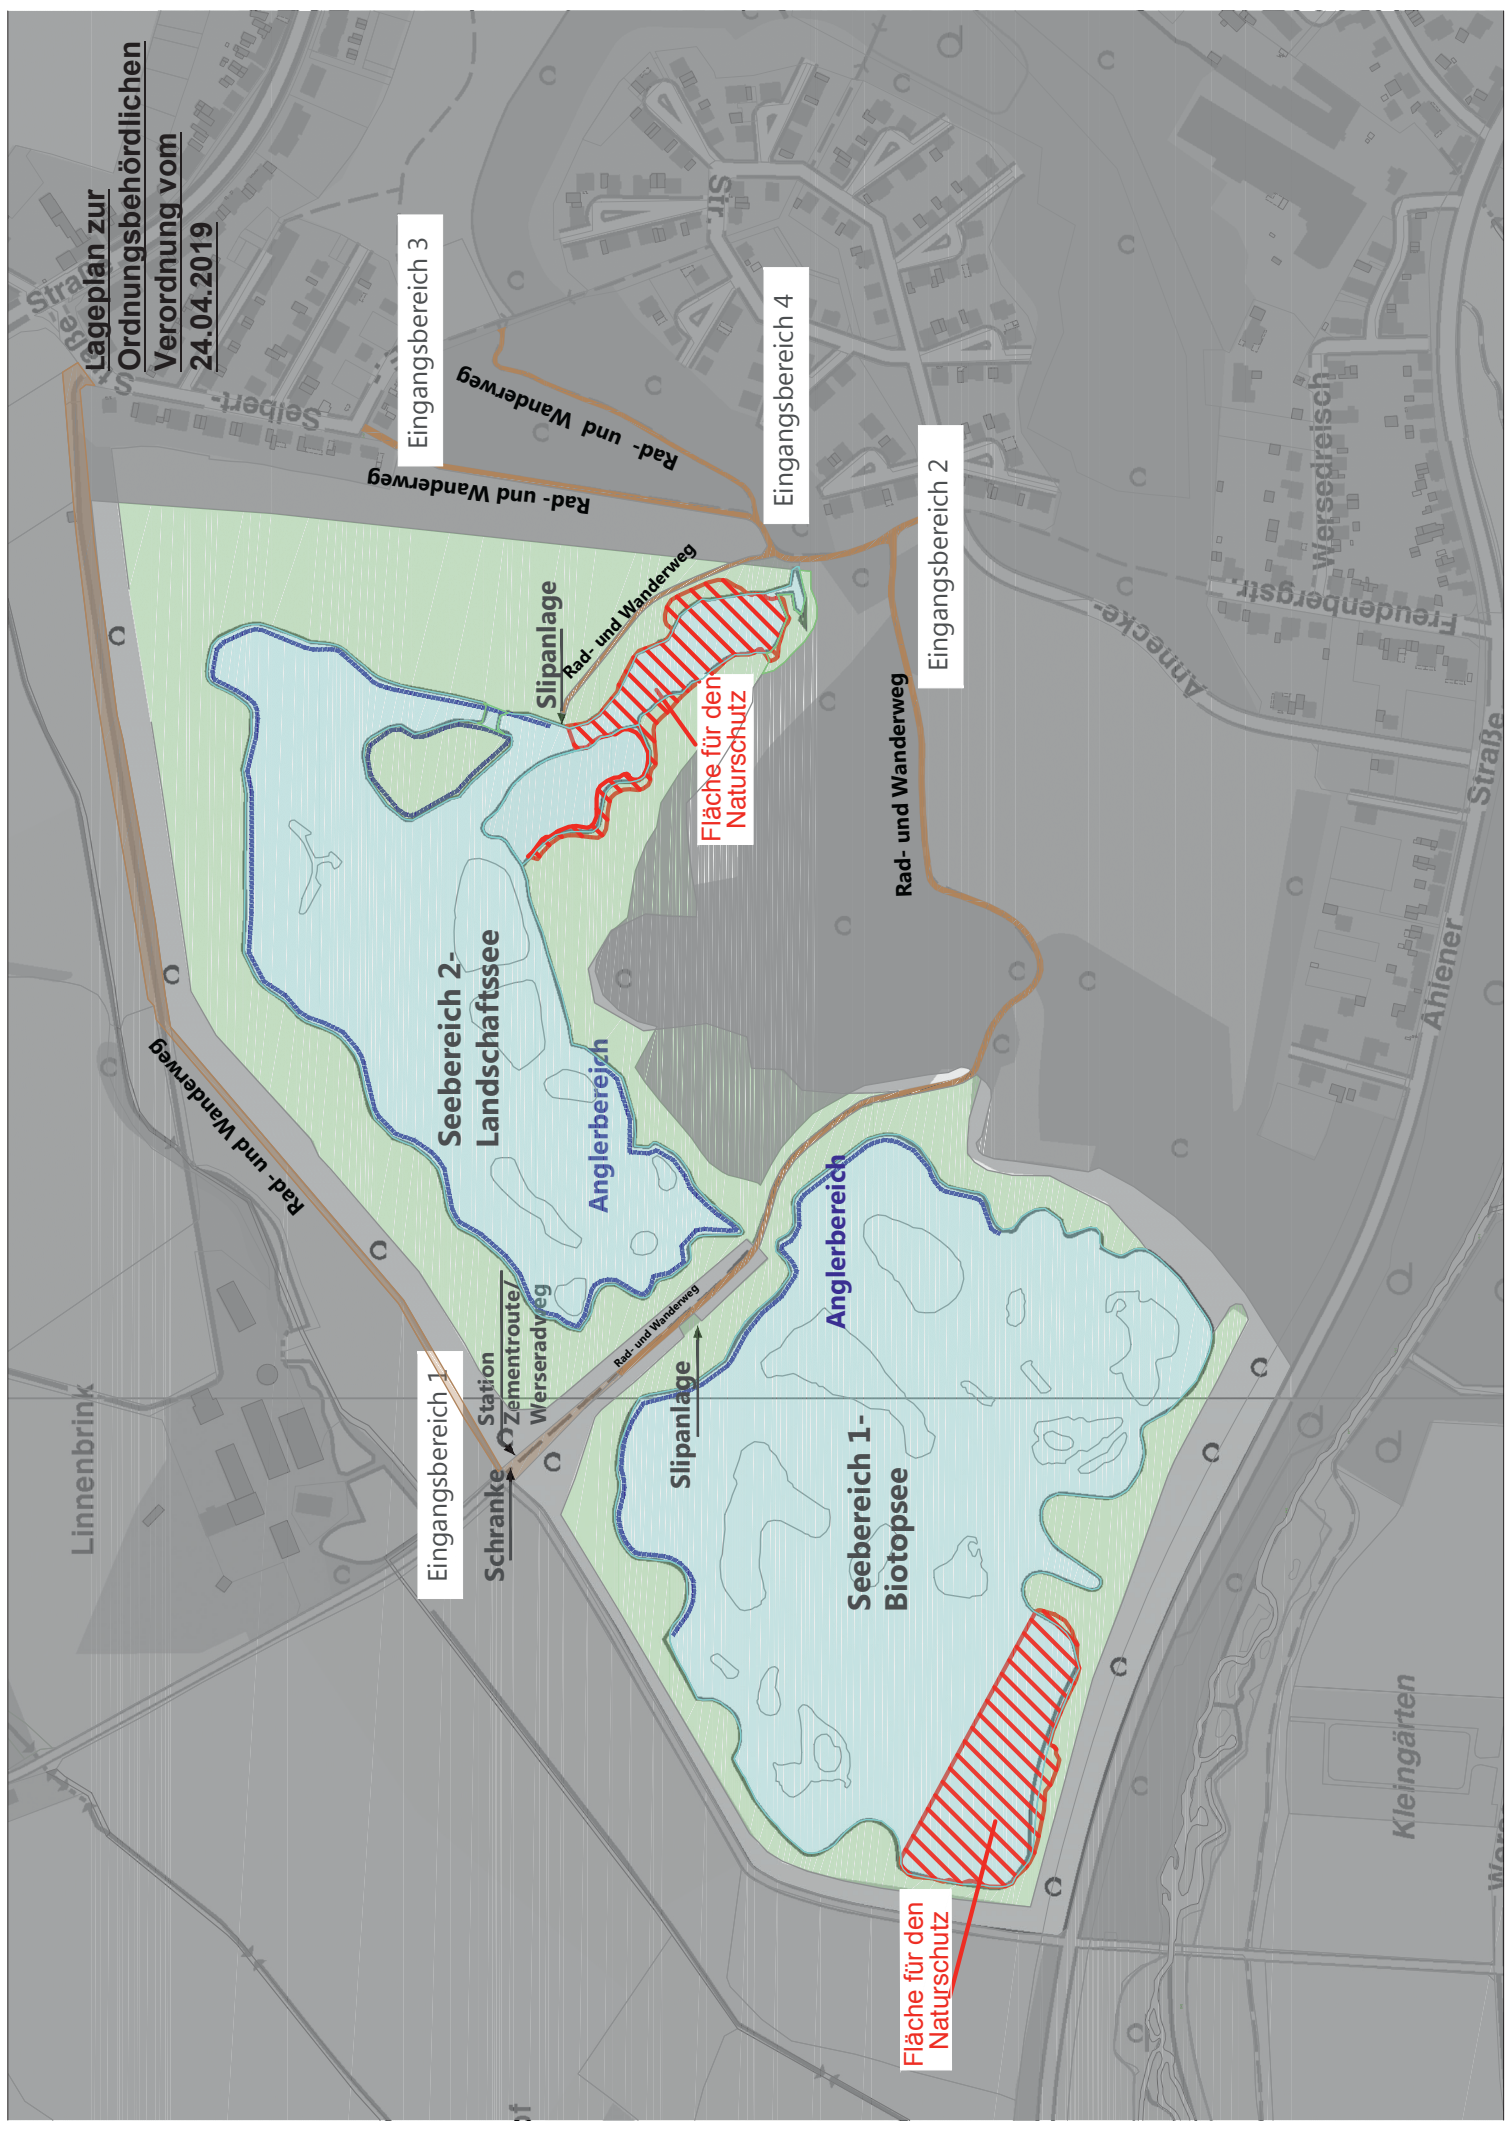 Lageplan zur
Ordnungsbehördlichen
Verordnung vom
24.04.2019
Eingangsbereich 3
Eingangsbereich 4
Eingangsbereich 2
Eingangsbereich 1
Rad- und Wanderweg
Rad- und Wanderweg
Rad- und Wanderweg
Rad- und Wanderweg
Rad- und Wanderweg
Rad- und Wanderweg
Slipanlage
Fläche für den
Naturschutz
Seebereich 2-
Landschaftssee
Anglerbereich
Station
Zementroute/
Werseradweg
Schranke
Slipanlage
Anglerbereich
Seebereich 1-
Biotopsee
Fläche für den
Naturschutz
Linnenbrink
Selbert-
Str.
Annecke-
Freudenbergstr.
Wersedreisch
Ahlener
Straße
Kleingärten